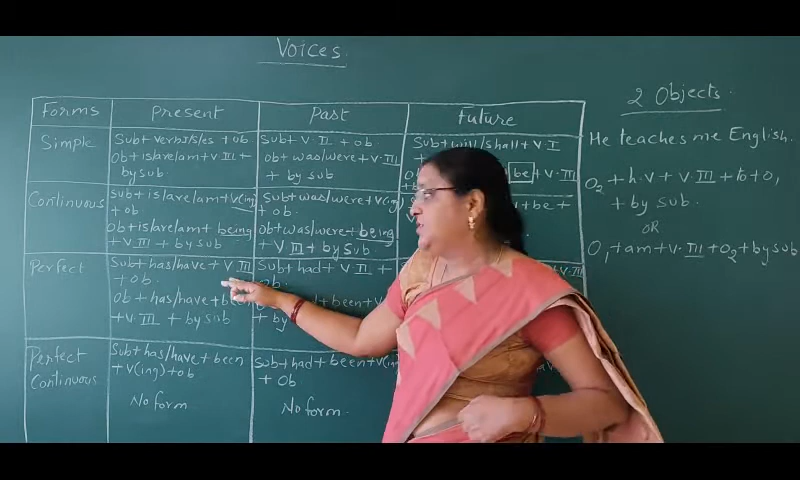 Voices.
Forms
Present
Past
Future
Simple
Sub+verb/s/es + ob
Ob+is/are/am+V III +
by sub.
Sub+ V II + ob.
Ob+was/were+V III
+ by sub
Sub+will/shall+V I
be +V III
Continuous
Sub+is/are/am+V(ing)
+ob.
Ob+is/are/am+ being
+V III + by sub
Sub+was/were+V(ing)
+ob.
Ob+was/were+being
+ V III + by sub
+be +
Perfect
Sub+has/have+V III
+ob.
Ob + has/have+been
+V III + by sub
Sub+had+ V III +
ob.
+been+V
+ by
+V III
Perfect
Continuous
Sub+has/have+been
+V(ing)+ob
No form
Sub+had+been+V(ing)
+ Ob
No form.
2 Objects.
He teaches me English.
O2 +h.v + V.III +to+O1
+by sub.
OR
O1+am+V.III+O2+by sub